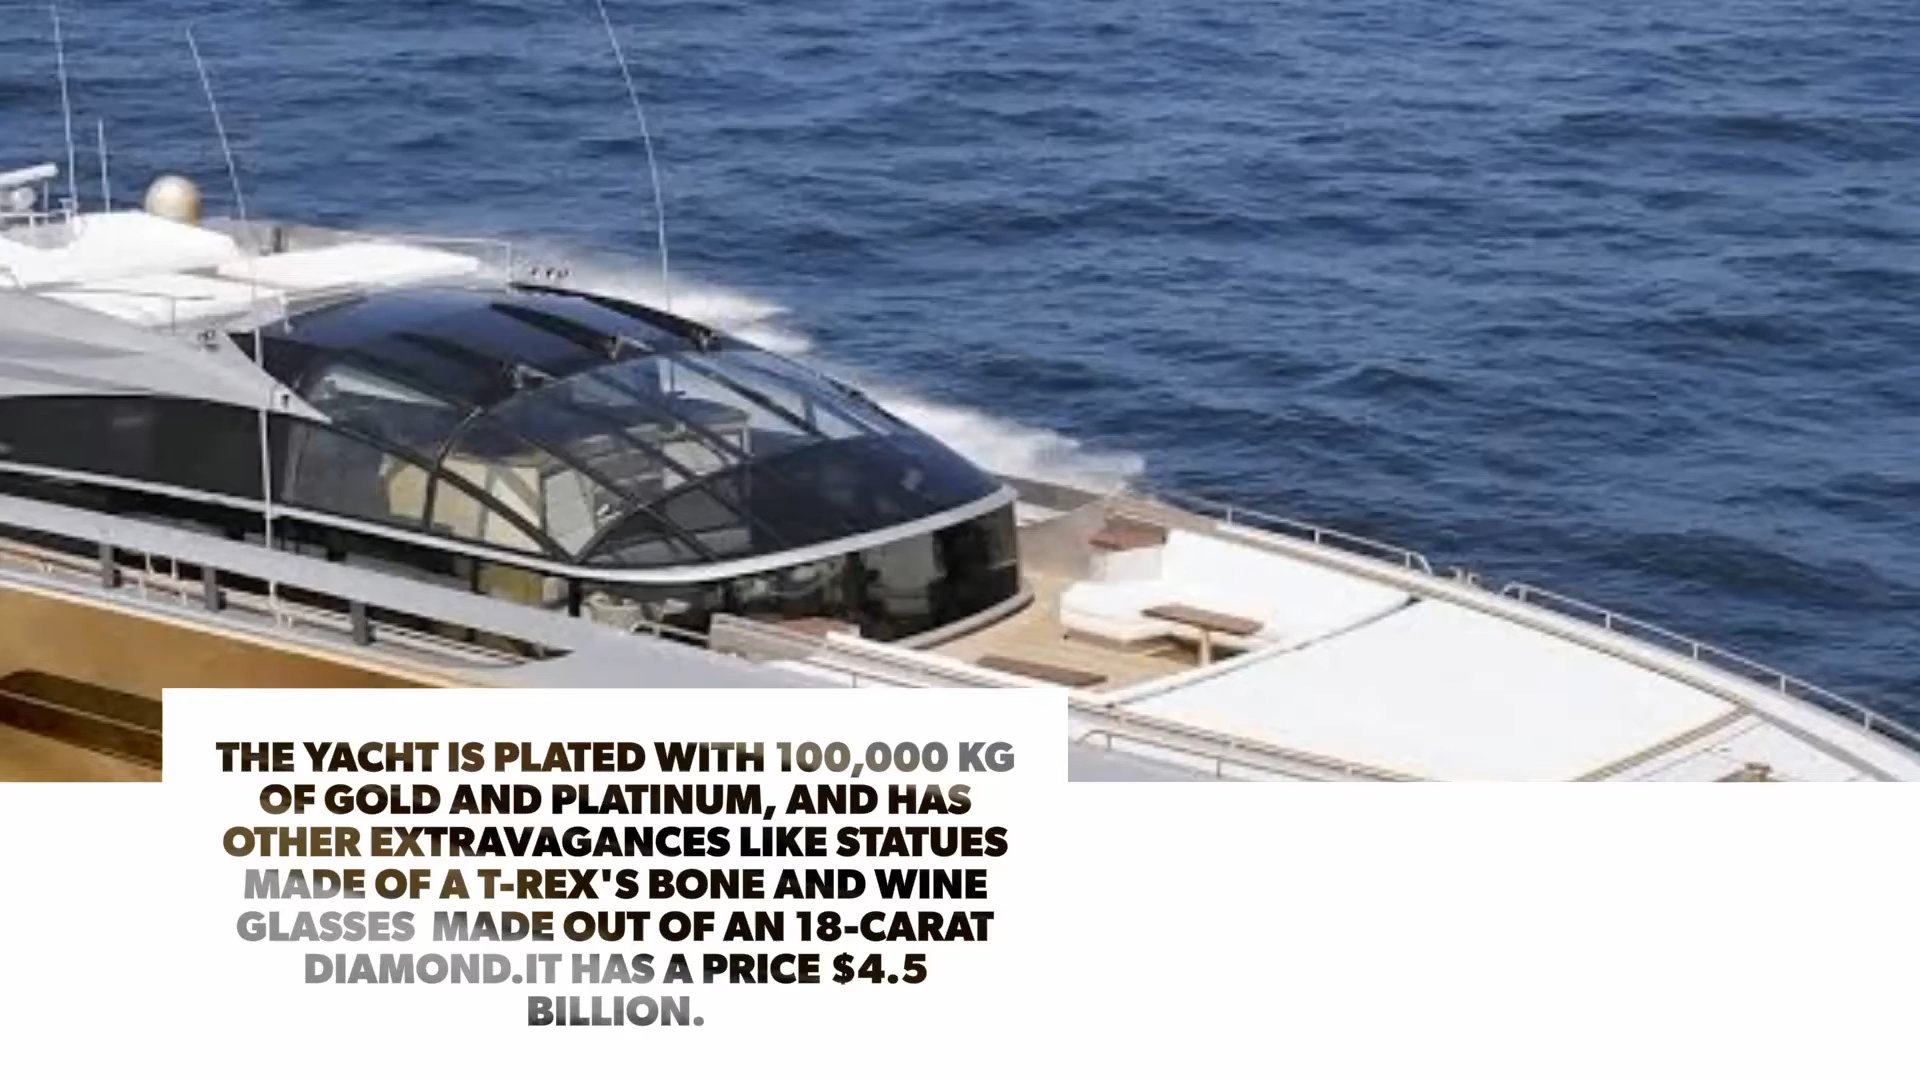 THE YACHT IS PLATED WITH 100,000 KG
OF GOLD AND PLATINUM, AND HAS
OTHER EXTRAVAGANCES LIKE STATUES
MADE OF A T-REX'S BONE AND WINE
GLASSES  MADE OUT OF AN 18-CARAT
DIAMOND.IT HAS A PRICE $4.5
BILLION.